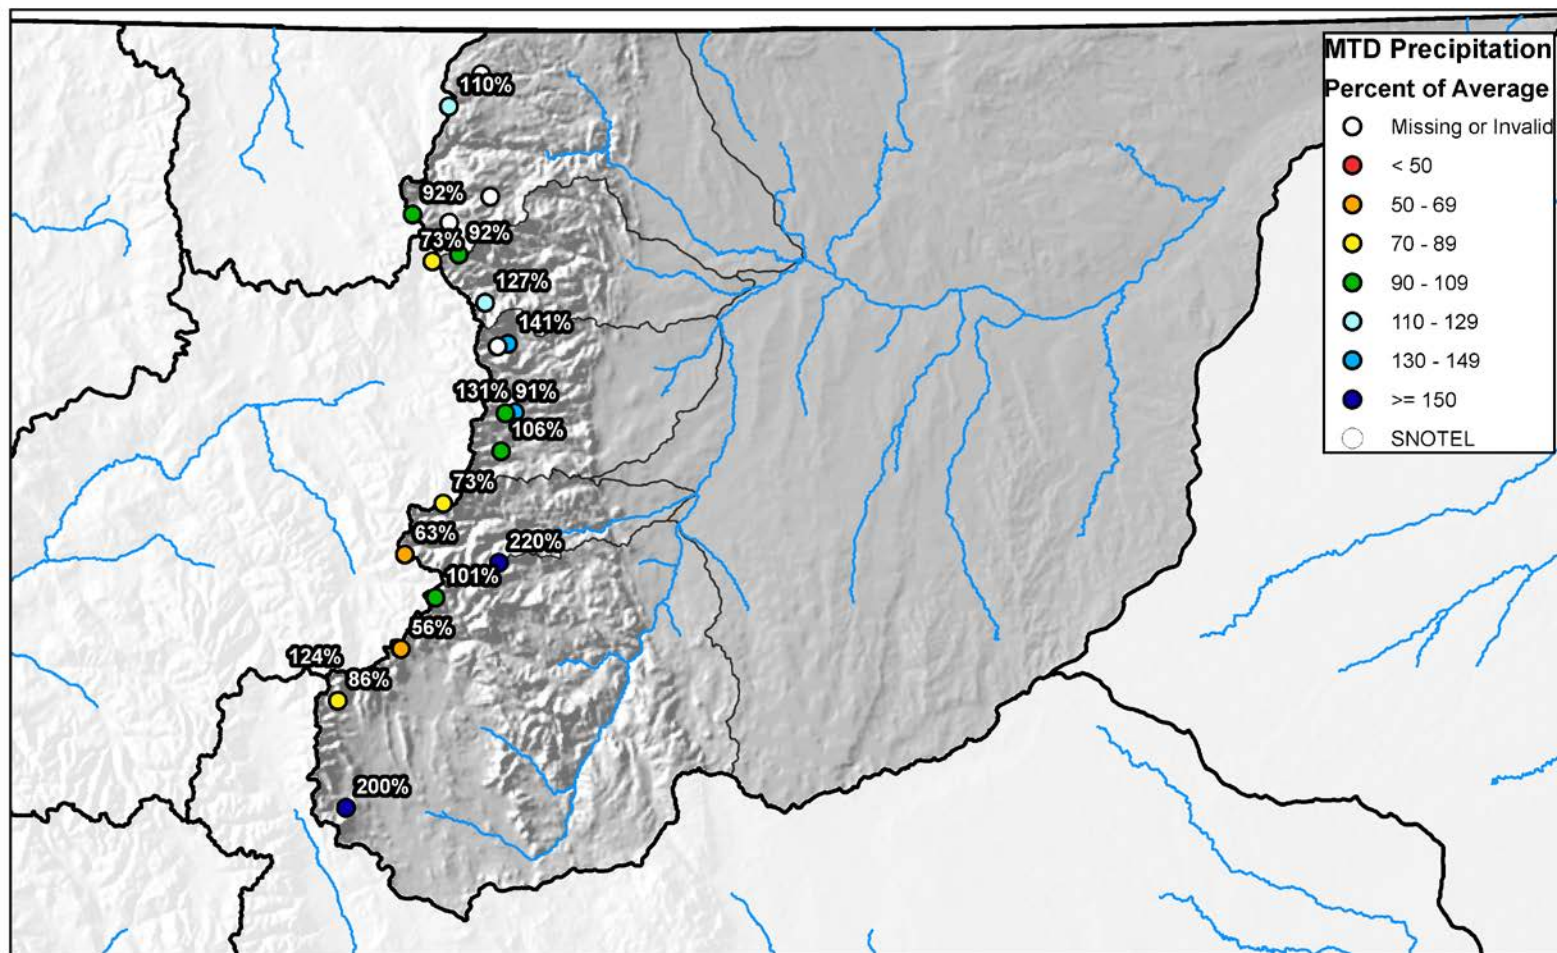 MTD Precipitation
Percent of Average
Missing or Invalid
< 50
50 - 69
70 - 89
90 - 109
110 - 129
130 - 149
>= 150
SNOTEL
110%
92%
73% 92%
127%
141%
131% 91%
106%
73%
63%
220%
101%
56%
124%
86%
200%